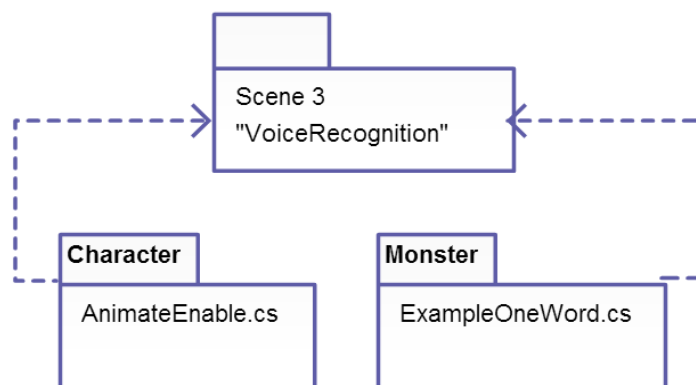 Scene 3
"VoiceRecognition"
Character
Monster
AnimateEnable.cs
ExampleOneWord.cs